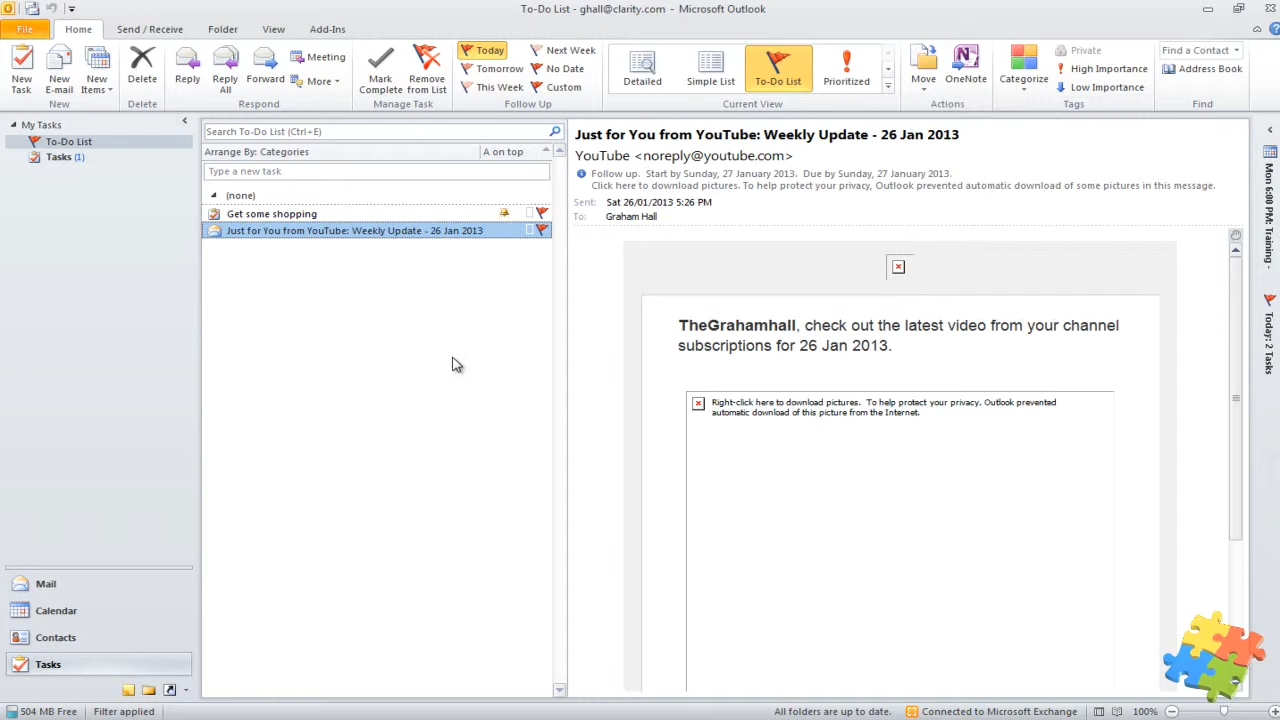 To-Do List - ghall@clarity.com - Microsoft Outlook
File Home Send / Receive Folder View Add-Ins
New Task
New E-mail
New Items
New
Delete
Delete
Reply
Reply All
Forward
Meeting
More
Respond
Mark Complete
Remove from List
Manage Task
Today
Tomorrow
This Week
Next Week
No Date
Custom
Follow Up
Detailed
Simple List
To-Do List
Prioritized
Current View
Move
OneNote
Actions
Categorize
Private
High Importance
Low Importance
Tags
Find a Contact
Address Book
Find
My Tasks
To-Do List
Tasks (1)
Mail
Calendar
Contacts
Tasks
Search To-Do List (Ctrl+E)
Arrange By: Categories A on top
Type a new task
(none)
Get some shopping
Just for You from YouTube: Weekly Update - 26 Jan 2013
Just for You from YouTube: Weekly Update - 26 Jan 2013
YouTube <noreply@youtube.com>
Follow up. Start by Sunday, 27 January 2013. Due by Sunday, 27 January 2013.
Click here to download pictures. To help protect your privacy, Outlook prevented automatic download of some pictures in this message.
Sent: Sat 26/01/2013 5:26 PM
To: Graham Hall
TheGrahamhall, check out the latest video from your channel
subscriptions for 26 Jan 2013.
Right-click here to download pictures. To help protect your privacy, Outlook prevented
automatic download of this picture from the Internet.
Mon 6:00 PM: Training -
Today: 2 Tasks
504 MB Free Filter applied All folders are up to date. Connected to Microsoft Exchange 100%